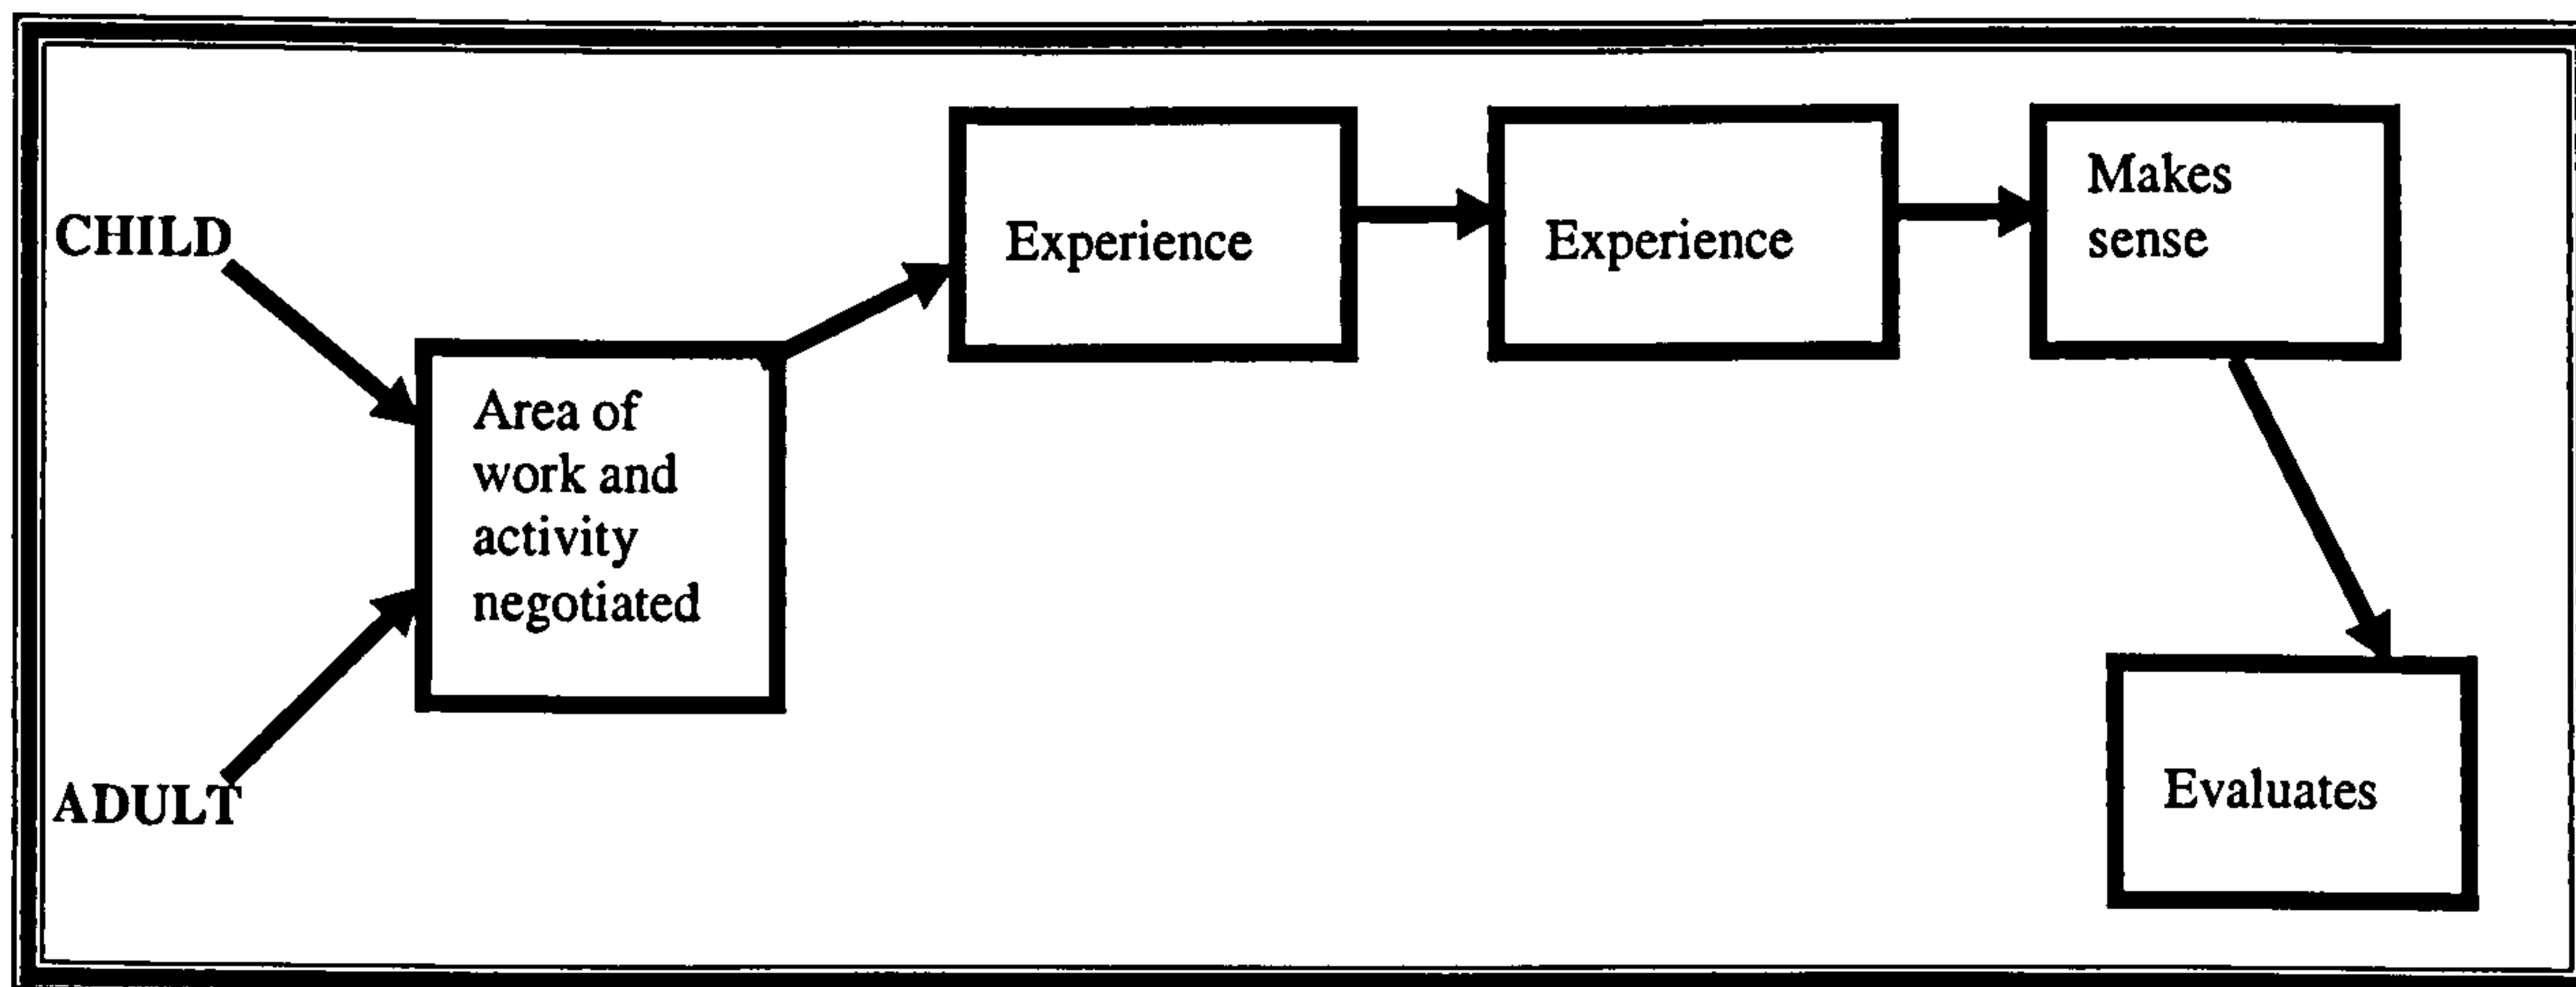 CHILD
ADULT
Area of
work and
activity
negotiated
Experience
Experience
Makes
sense
Evaluates